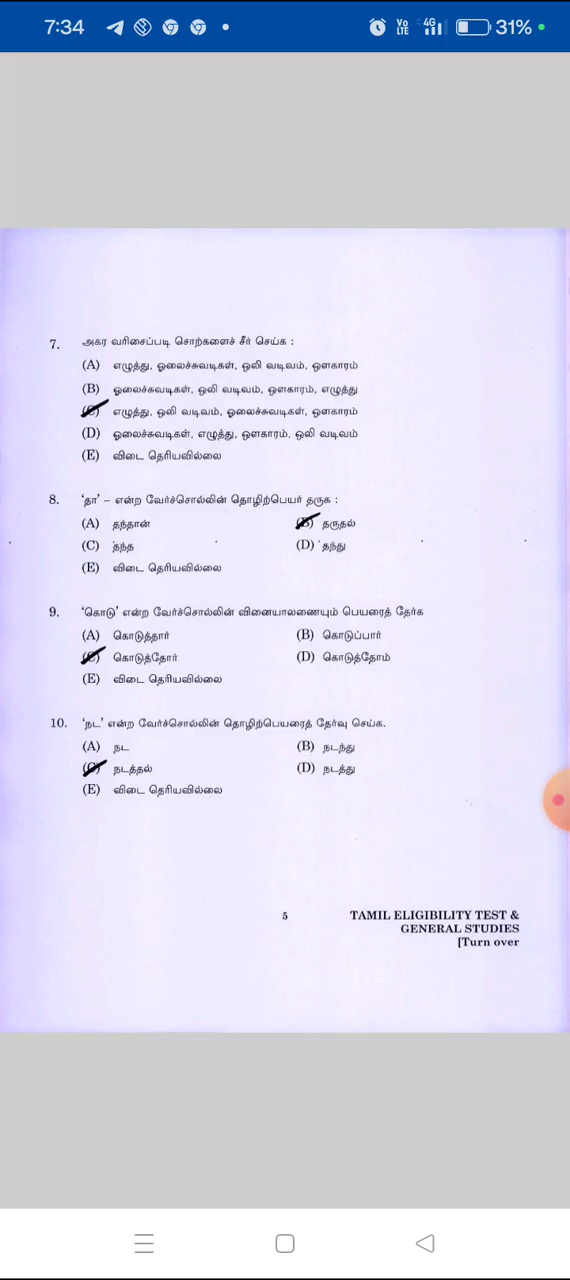 7:34
Vo LTE 4G 31%
7. அகர வரிசைப்படி சொற்களைச் சீர் செய்க :
(A) எழுத்து, ஓலைச்சுவடிகள், ஒலி வடிவம், ஔகாரம்
(B) ஓலைச்சுவடிகள், ஒலி வடிவம், ஔகாரம், எழுத்து
(C) எழுத்து, ஒலி வடிவம், ஓலைச்சுவடிகள், ஔகாரம்
(D) ஓலைச்சுவடிகள், எழுத்து, ஔகாரம், ஒலி வடிவம்
(E) விடை தெரியவில்லை
8. 'தா' – என்ற வேர்ச்சொல்லின் தொழிற்பெயர் தருக :
(A) தந்தான் (B) தருதல்
(C) தந்த (D) தந்து
(E) விடை தெரியவில்லை
9. 'கொடு' என்ற வேர்ச்சொல்லின் வினையாலணையும் பெயரைத் தேர்க
(A) கொடுத்தார் (B) கொடுப்பார்
(C) கொடுத்தோர் (D) கொடுத்தோம்
(E) விடை தெரியவில்லை
10. 'நட' என்ற வேர்ச்சொல்லின் தொழிற்பெயரைத் தேர்வு செய்க.
(A) நட (B) நடந்து
(C) நடத்தல் (D) நடத்து
(E) விடை தெரியவில்லை
5 TAMIL ELIGIBILITY TEST &
GENERAL STUDIES
[Turn over